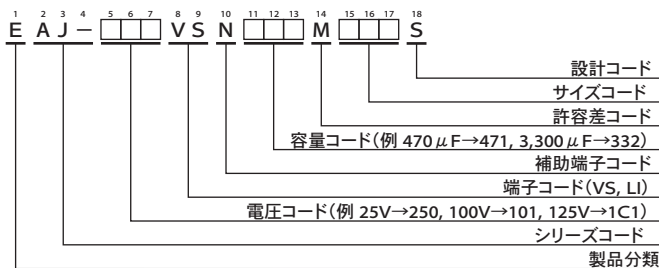 1 2 3 4 5 6 7 8 9 10 11 12 13 14 15 16 17 18
E A J − □□□ V S N □□□ M □□□ S
設計コード
サイズコード
許容差コード
容量コード(例 470μF→471, 3,300μF→332)
補助端子コード
端子コード(VS, LI)
電圧コード(例 25V→250, 100V→101, 125V→1C1)
シリーズコード
製品分類